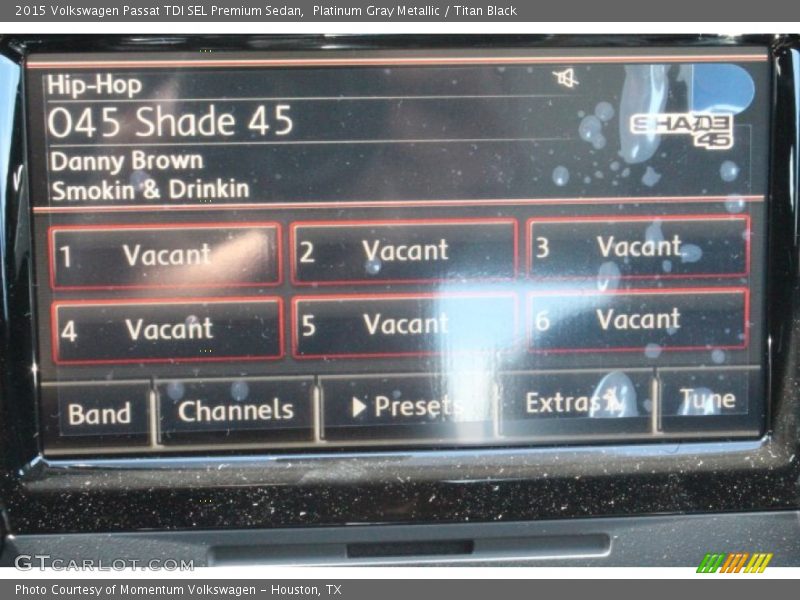 2015 Volkswagen Passat TDI SEL Premium Sedan, Platinum Gray Metallic / Titan Black
Hip-Hop
045 Shade 45
SHADE
45
Danny Brown
Smokin & Drinkin
1 Vacant 2 Vacant 3 Vacant
4 Vacant 5 Vacant 6 Vacant
Band Channels Presets Extras Tune
GTCARLOT.COM
Photo Courtesy of Momentum Volkswagen - Houston, TX